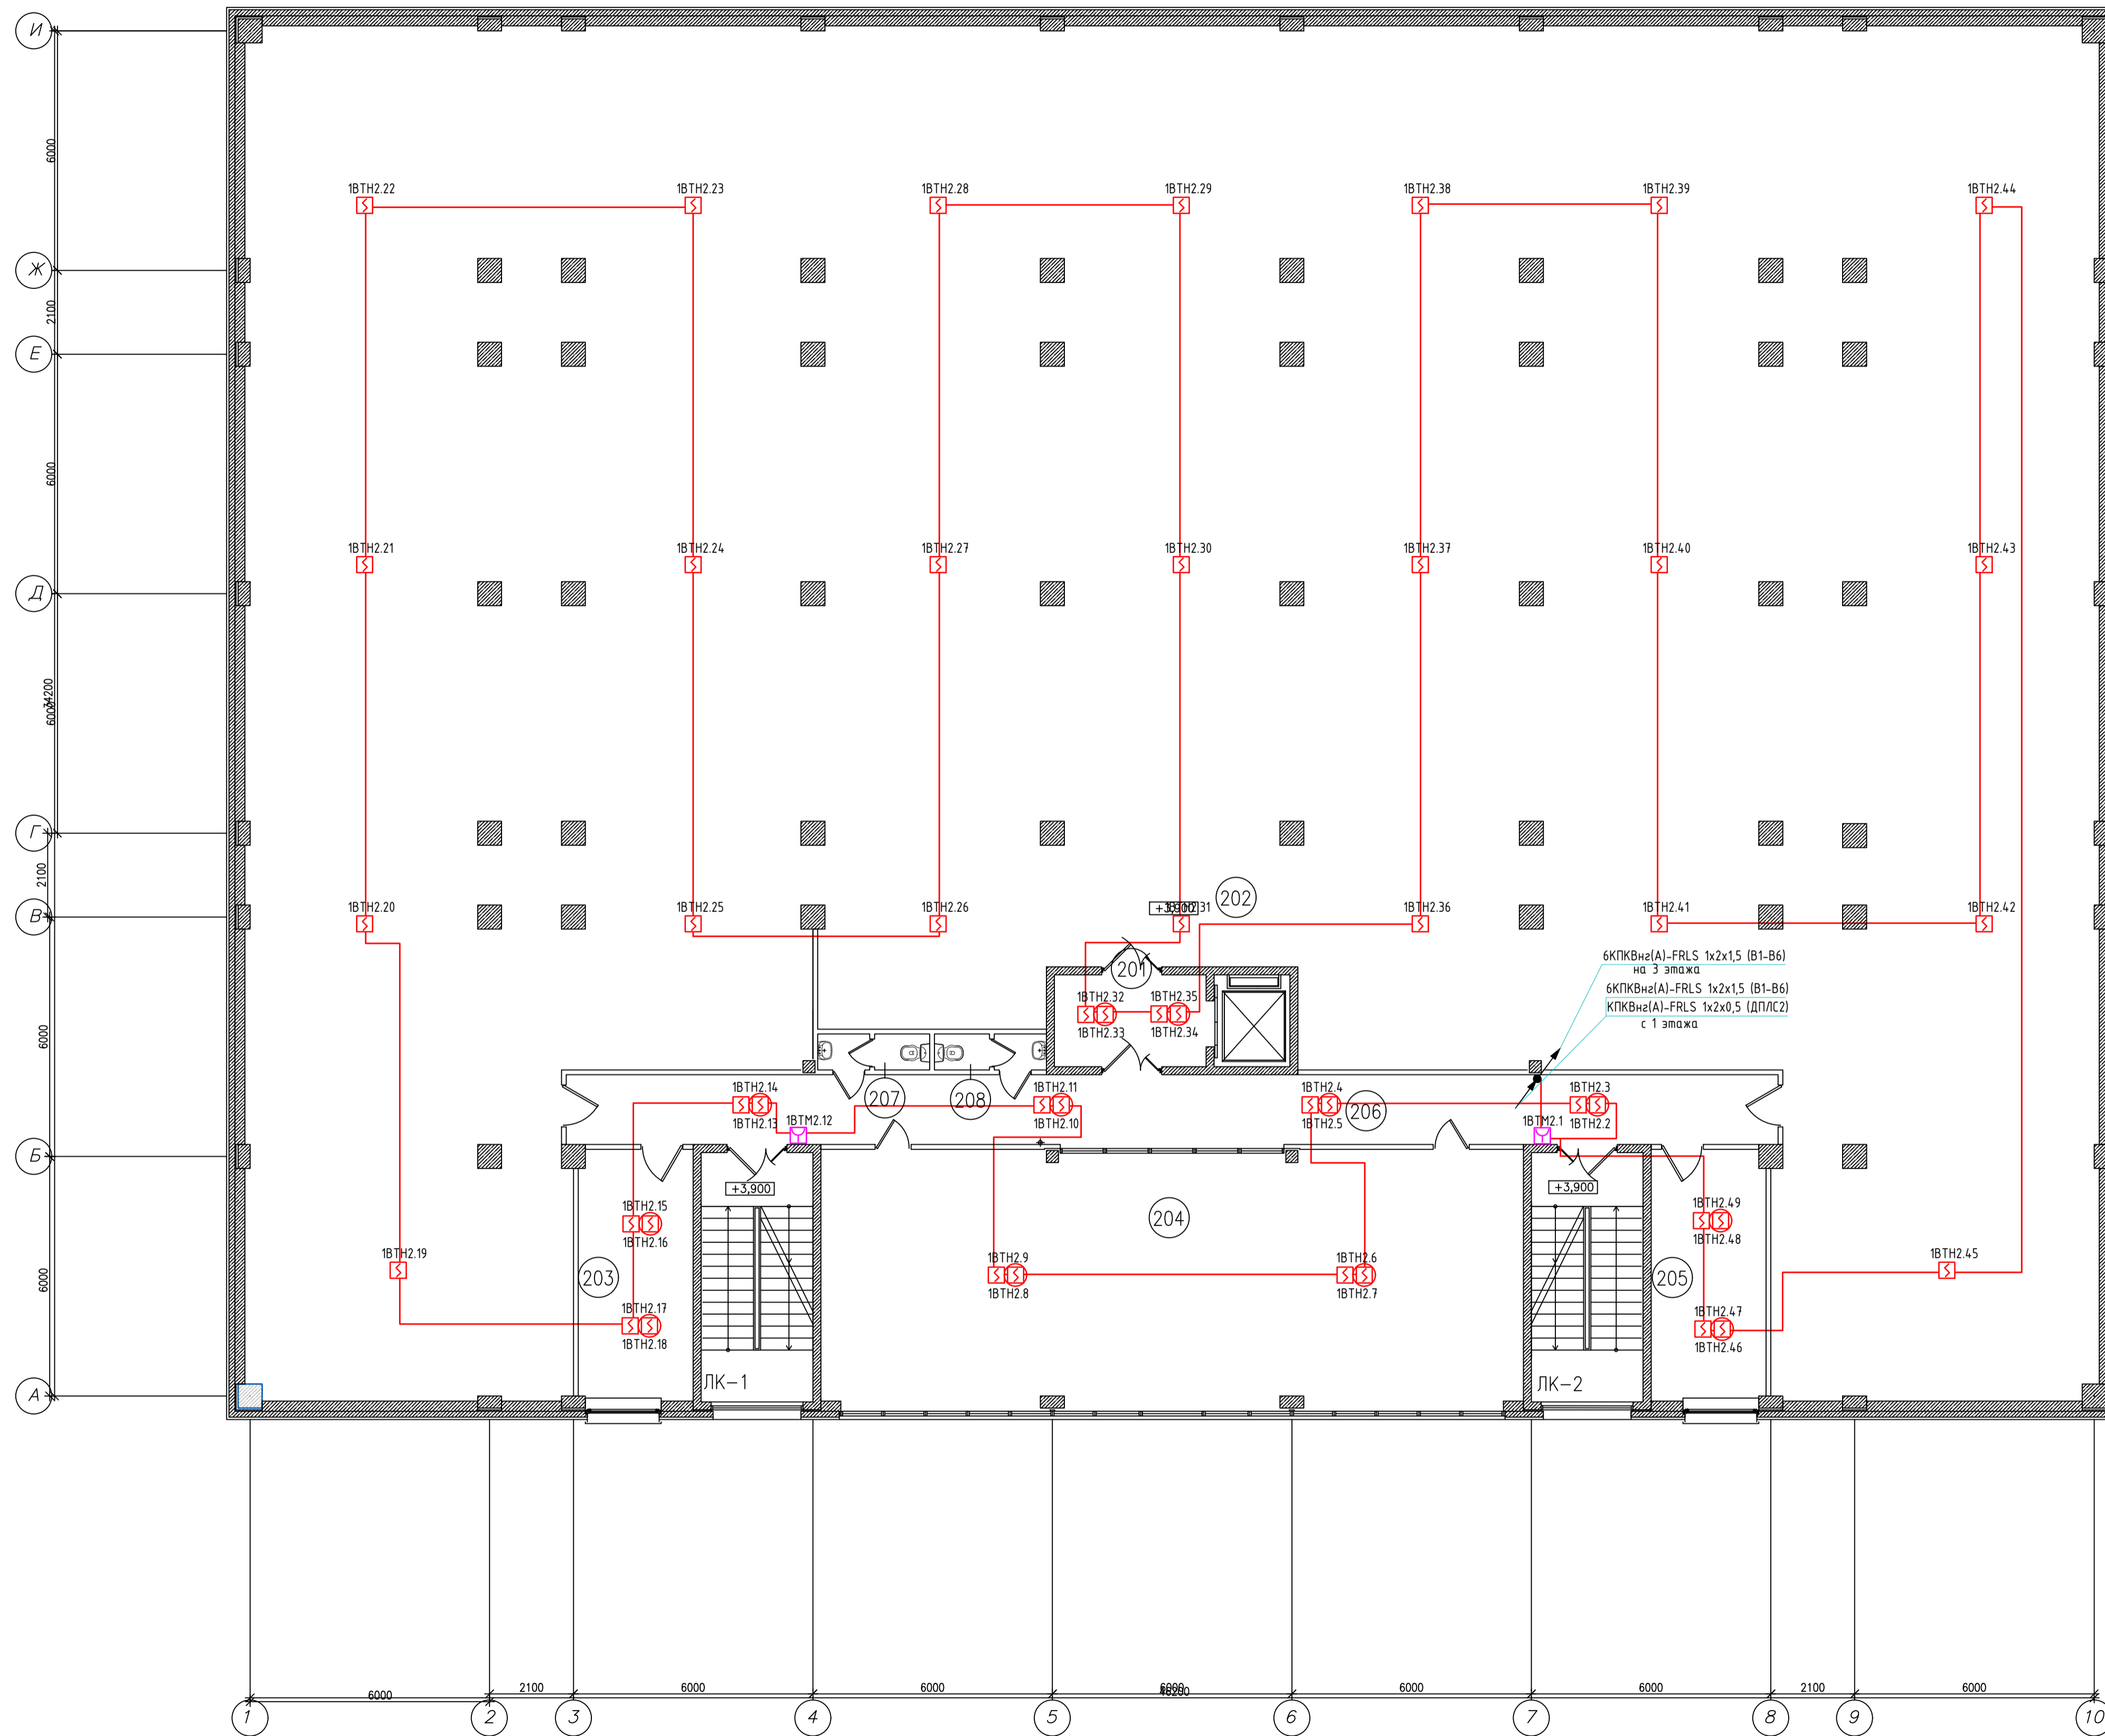 И
6000
1ВТН2.22
1ВТН2.23
1ВТН2.28
1ВТН2.29
1ВТН2.38
1ВТН2.39
1ВТН2.44
Ж
2100
Е
6000
1ВТН2.21
1ВТН2.24
1ВТН2.27
1ВТН2.30
1ВТН2.37
1ВТН2.40
1ВТН2.43
Д
34200
6000
Г
2100
202
1ВТН2.20
1ВТН2.25
1ВТН2.26
+3,900
1ВТН2.31
1ВТН2.36
1ВТН2.41
1ВТН2.42
В
6КПКВнг(А)-FRLS 1х2х1,5 (В1-В6)
на 3 этажа
201
6КПКВнг(А)-FRLS 1х2х1,5 (В1-В6)
КПКВнг(А)-FRLS 1х2х0,5 (ДПЛС2)
с 1 этажа
1ВТН2.32
1ВТН2.35
1ВТН2.33
1ВТН2.34
6000
1ВТН2.14
1ВТН2.11
1ВТН2.4
1ВТН2.3
207
208
206
1ВТН2.13
1ВТМ2.12
1ВТН2.10
1ВТН2.5
1ВТМ2.1
1ВТН2.2
Б
+3,900
+3,900
1ВТН2.15
204
1ВТН2.49
1ВТН2.16
1ВТН2.48
1ВТН2.19
1ВТН2.9
1ВТН2.6
1ВТН2.45
203
205
6000
1ВТН2.8
1ВТН2.7
1ВТН2.17
1ВТН2.47
1ВТН2.18
1ВТН2.46
ЛК-1
ЛК-2
А
6000
2100
6000
6000
6000
46200
6000
6000
2100
6000
1
2
3
4
5
6
7
8
9
10